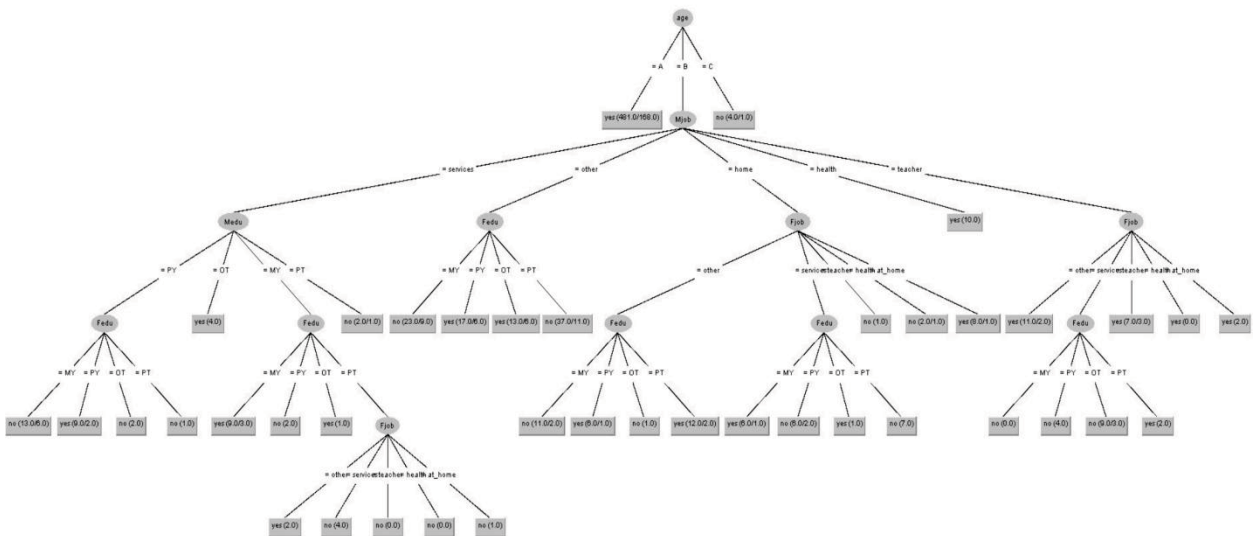 age
= A = B = C
yes (481.0/168.0) Mjob no (4.0/1.0)
= services = other = home = health = teacher
Medu Fedu Fjob yes (10.0) Fjob
= PY = OT = MY = PT = MY = PY = OT = PT = other = services = teacher = health = at_home = other = services = teacher = health = at_home
Fedu yes (4.0) Fedu no (2.0/1.0) no (23.0/9.0) yes (17.0/6.0) yes (13.0/6.0) no (37.0/11.0) Fedu Fedu no (1.0) no (2.0/1.0) yes (8.0/1.0) yes (11.0/2.0) Fedu yes (7.0/3.0) yes (0.0) yes (2.0)
= MY = PY = OT = PT = MY = PY = OT = PT = MY = PY = OT = PT = MY = PY = OT = PT = MY = PY = OT = PT
no (13.0/6.0) yes (9.0/2.0) no (2.0) no (1.0) yes (9.0/3.0) no (2.0) yes (1.0) Fjob no (11.0/2.0) yes (6.0/1.0) no (1.0) yes (12.0/2.0) yes (6.0/1.0) no (6.0/2.0) yes (1.0) no (7.0) no (0.0) no (4.0) no (9.0/3.0) yes (2.0)
= other = services = teacher = health = at_home
yes (2.0) no (4.0) no (0.0) no (0.0) no (1.0)